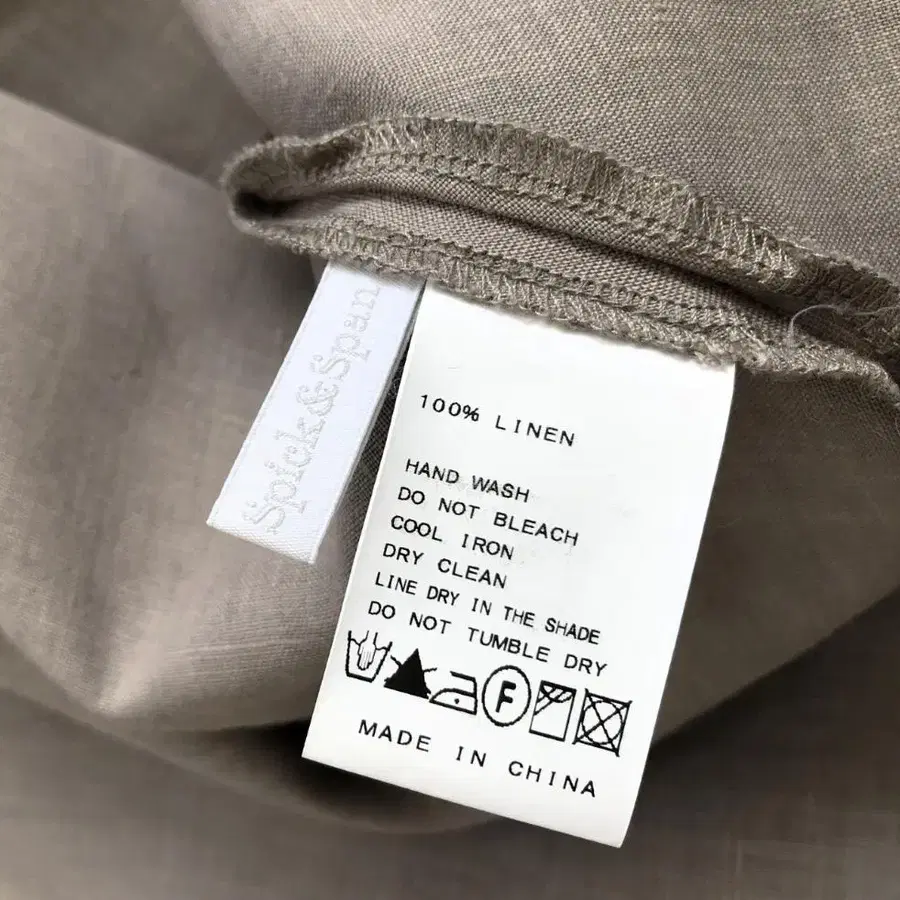 Spick&Span
100% LINEN
HAND WASH
DO NOT BLEACH
COOL IRON
DRY CLEAN
LINE DRY IN THE SHADE
DO NOT TUMBLE DRY
F
MADE IN CHINA